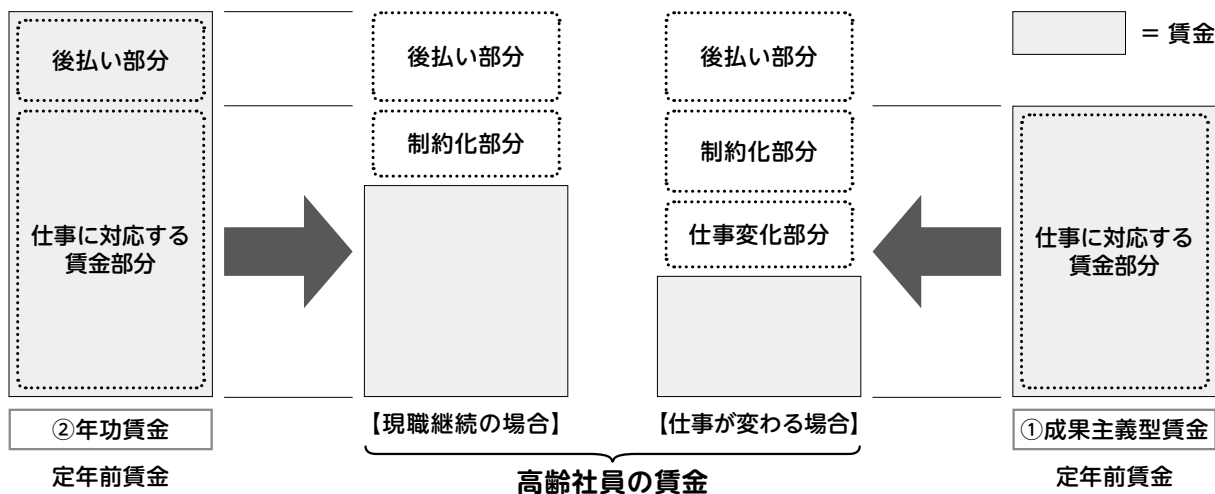 後払い部分
仕事に対応する
賃金部分
②年功賃金
定年前賃金
後払い部分
制約化部分
【現職継続の場合】
後払い部分
制約化部分
仕事変化部分
【仕事が変わる場合】
高齢社員の賃金
= 賃金
仕事に対応する
賃金部分
①成果主義型賃金
定年前賃金